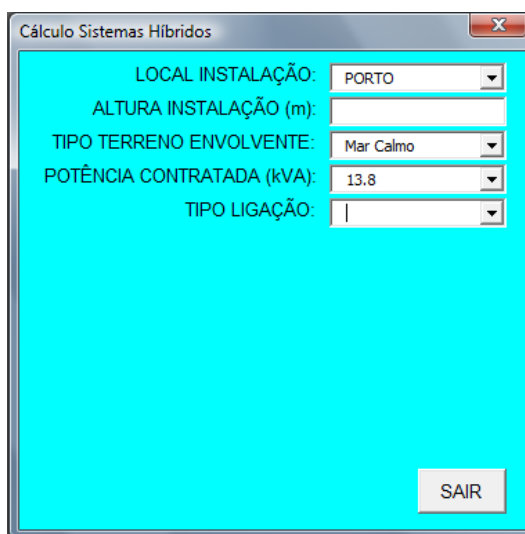 Cálculo Sistemas Híbridos
LOCAL INSTALAÇÃO: PORTO
ALTURA INSTALAÇÃO (m):
TIPO TERRENO ENVOLVENTE: Mar Calmo
POTÊNCIA CONTRATADA (kVA): 13.8
TIPO LIGAÇÃO:
SAIR